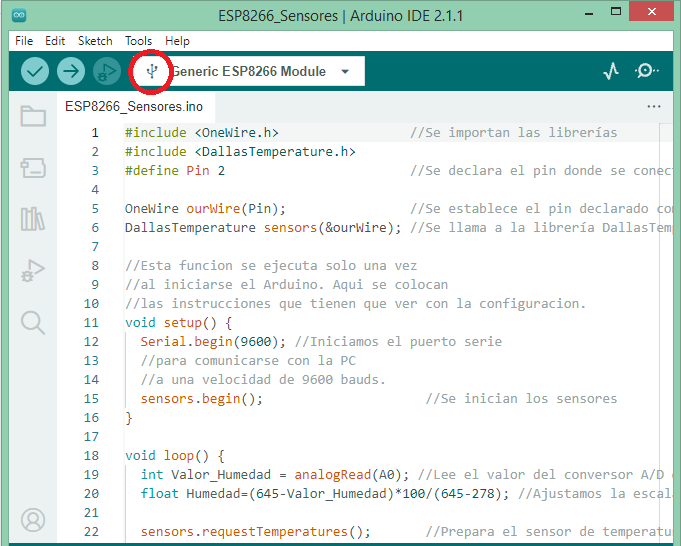 ESP8266_Sensores | Arduino IDE 2.1.1
File Edit Sketch Tools Help
Generic ESP8266 Module
ESP8266_Sensores.ino
1 #include <OneWire.h> //Se importan las librerías
2 #include <DallasTemperature.h>
3 #define Pin 2 //Se declara el pin donde se conec
4
5 OneWire ourWire(Pin); //Se establece el pin declarado co
6 DallasTemperature sensors(&ourWire); //Se llama a la librería DallasTem
7
8 //Esta funcion se ejecuta solo una vez
9 //al iniciarse el Arduino. Aqui se colocan
10 //las instrucciones que tienen que ver con la configuracion.
11 void setup() {
12 Serial.begin(9600); //Iniciamos el puerto serie
13 //para comunicarse con la PC
14 //a una velocidad de 9600 bauds.
15 sensors.begin(); //Se inician los sensores
16 }
17
18 void loop() {
19 int Valor_Humedad = analogRead(A0); //Lee el valor del conversor A/D
20 float Humedad=(645-Valor_Humedad)*100/(645-278); //Ajustamos la escal
21
22 sensors.requestTemperatures(); //Prepara el sensor de temperatu